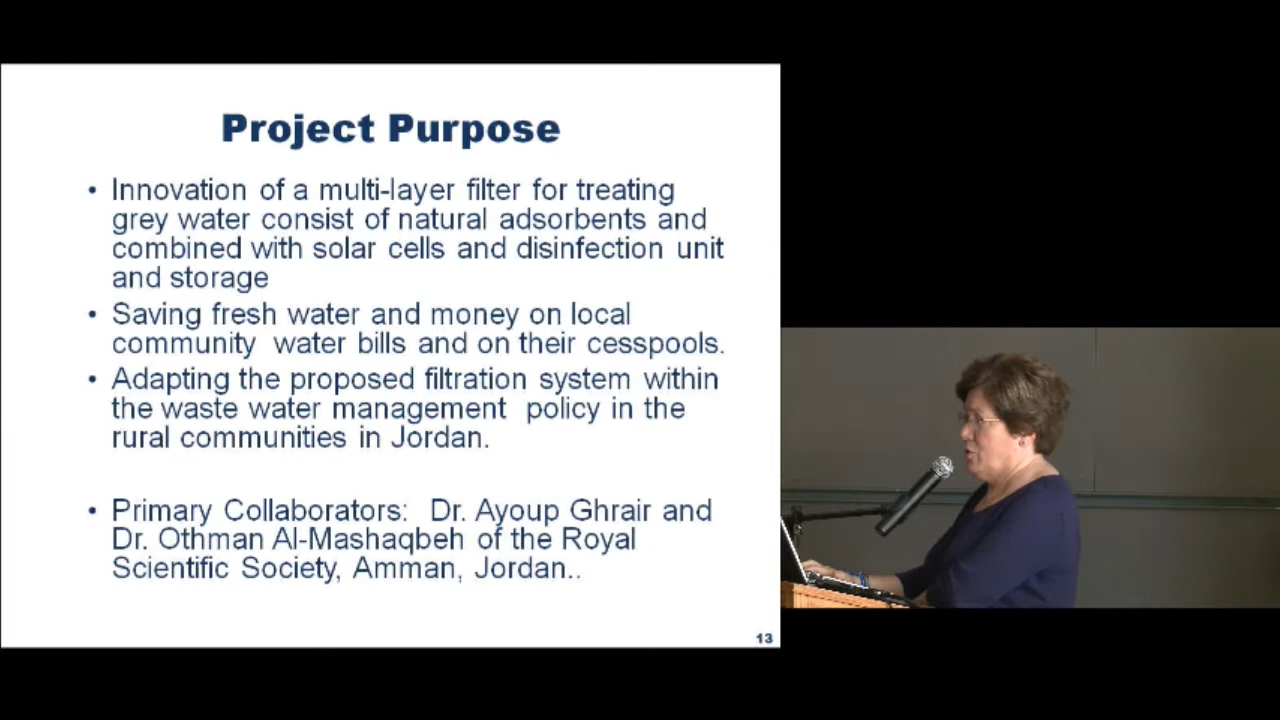 Project Purpose
• Innovation of a multi-layer filter for treating
grey water consist of natural adsorbents and
combined with solar cells and disinfection unit
and storage
• Saving fresh water and money on local
community water bills and on their cesspools.
• Adapting the proposed filtration system within
the waste water management policy in the
rural communities in Jordan.
• Primary Collaborators: Dr. Ayoup Ghrair and
Dr. Othman Al-Mashaqbeh of the Royal
Scientific Society, Amman, Jordan..
13